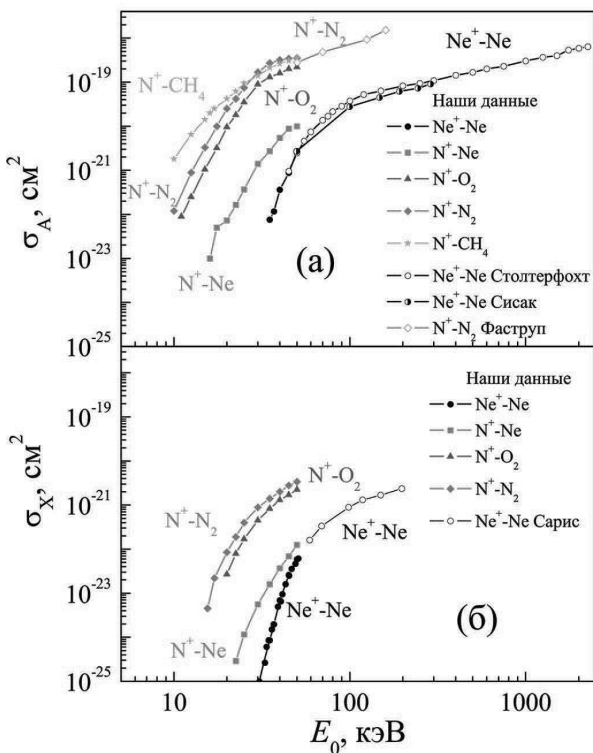 σ_A, см²
10⁻¹⁹
10⁻²¹
10⁻²³
10⁻²⁵
N⁺-N₂
Ne⁺-Ne
N⁺-CH₄
N⁺-O₂
N⁺-N₂
N⁺-Ne
(а)
Наши данные
Ne⁺-Ne
N⁺-Ne
N⁺-O₂
N⁺-N₂
N⁺-CH₄
Ne⁺-Ne Столтерфохт
Ne⁺-Ne Сисак
N⁺-N₂ Фаструп
σ_X, см²
10⁻¹⁹
10⁻²¹
10⁻²³
10⁻²⁵
N⁺-O₂
N⁺-N₂
Ne⁺-Ne
Ne⁺-Ne
N⁺-Ne
(б)
Наши данные
Ne⁺-Ne
N⁺-Ne
N⁺-O₂
N⁺-N₂
Ne⁺-Ne Сарис
10
100
1000
E₀, кэВ